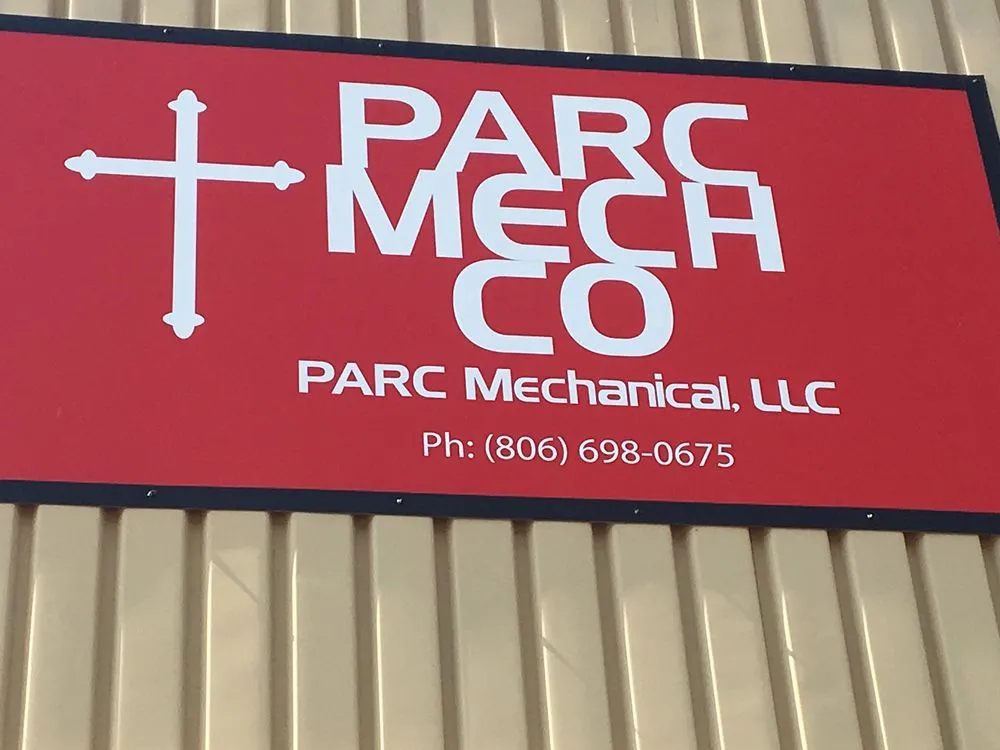 PARC
MECH
CO
PARC Mechanical, LLC
Ph: (806) 698-0675